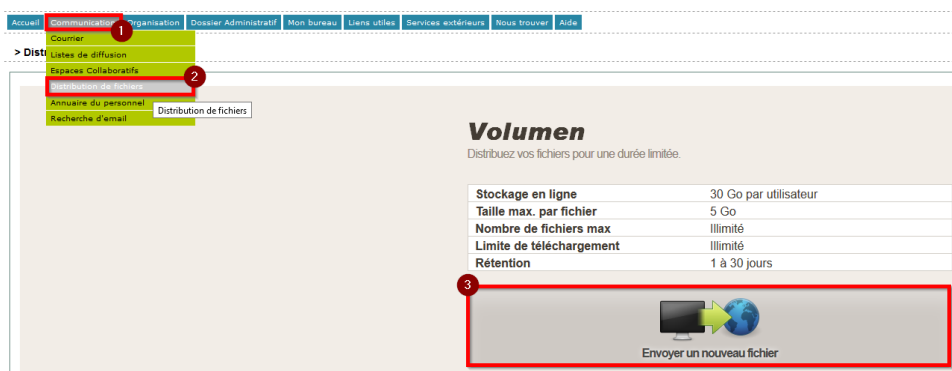 Accueil Communication Organisation Dossier Administratif Mon bureau Liens utiles Services extérieurs Nous trouver Aide
1
Courrier
> Distr
Listes de diffusion
Espaces Collaboratifs
2
Distribution de fichiers
Annuaire du personnel
Distribution de fichiers
Recherche d'email
Volumen
Distribuez vos fichiers pour une durée limitée.
Stockage en ligne 30 Go par utilisateur
Taille max. par fichier 5 Go
Nombre de fichiers max Illimité
Limite de téléchargement Illimité
Rétention 1 à 30 jours
3
Envoyer un nouveau fichier